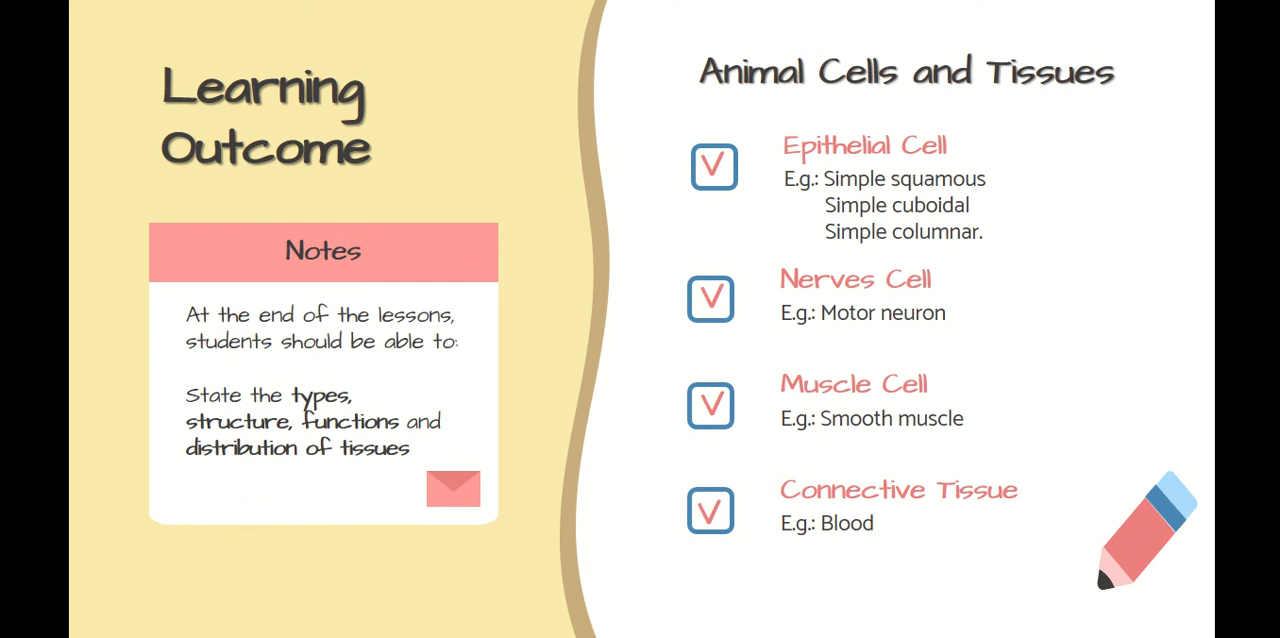 Learning
Outcome
Notes
At the end of the lessons,
students should be able to:
State the types,
structure, functions and
distribution of tissues
Animal Cells and Tissues
V
Epithelial Cell
E.g.: Simple squamous
Simple cuboidal
Simple columnar.
V
Nerves Cell
E.g.: Motor neuron
V
Muscle Cell
E.g.: Smooth muscle
V
Connective Tissue
E.g.: Blood